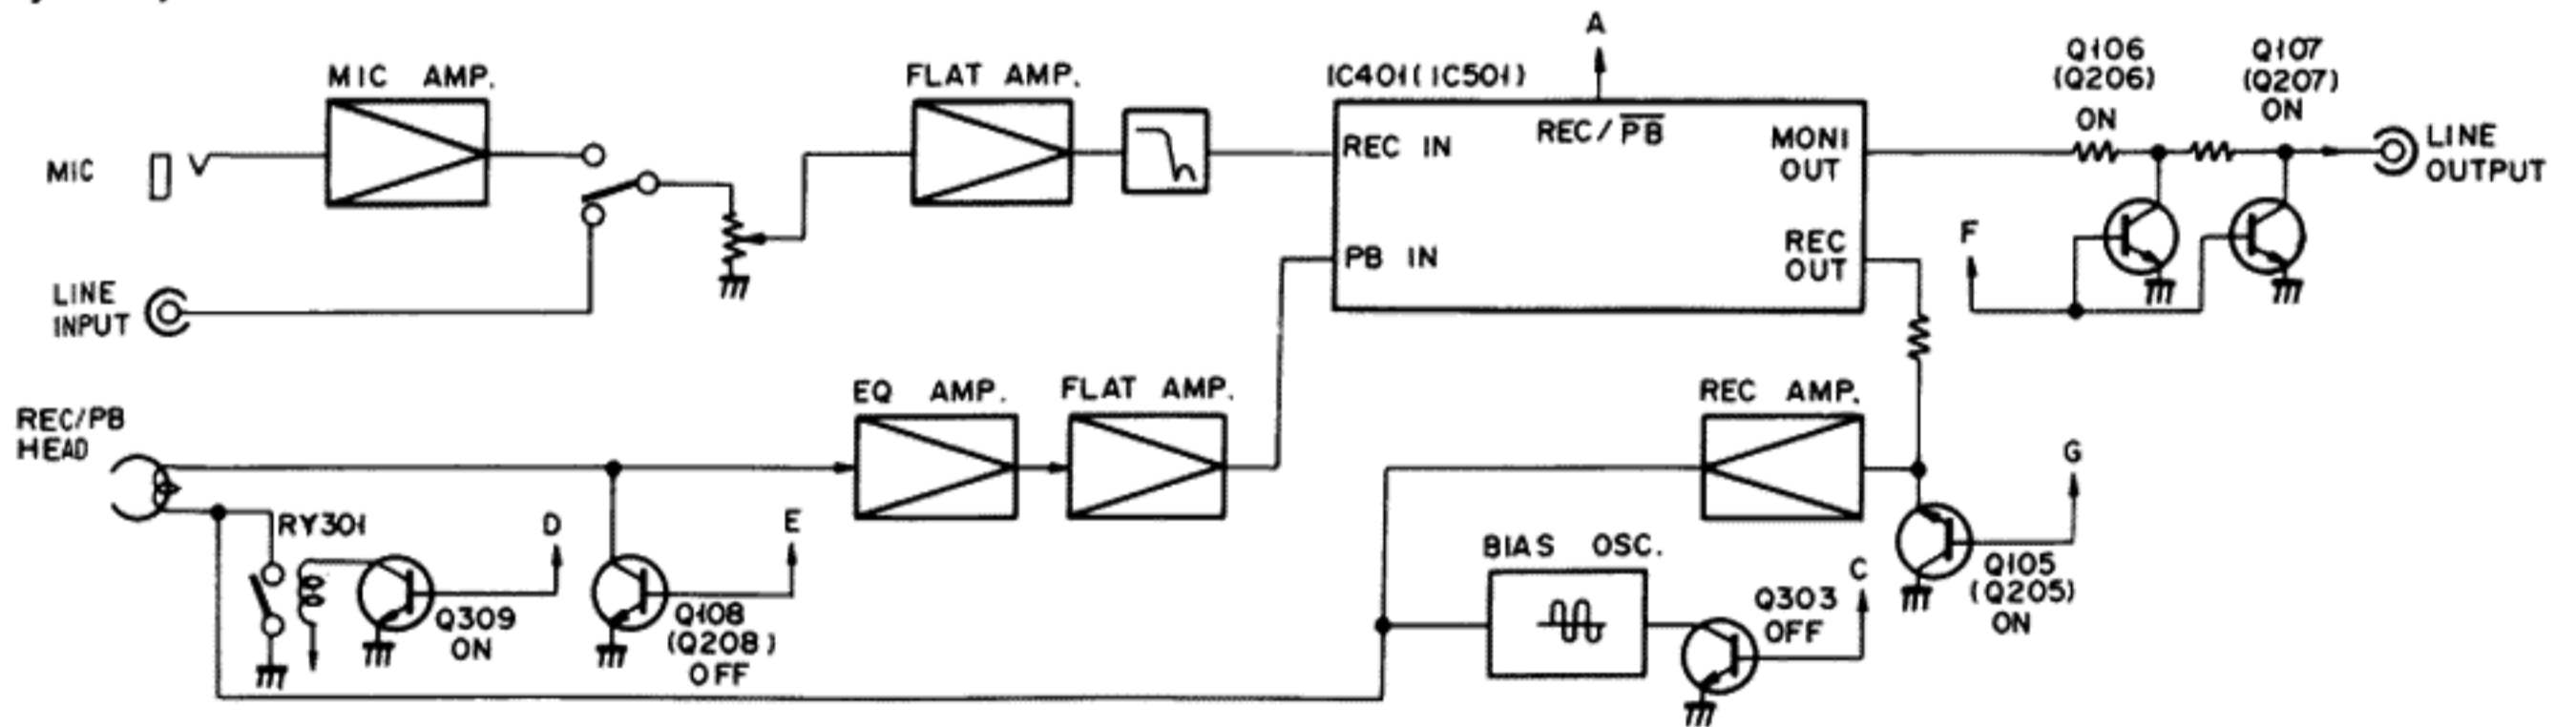 MIC AMP.
FLAT AMP.
IC401(IC501)
A
Q106
(Q206)
ON
Q107
(Q207)
ON
MIC
REC IN
REC/PB
MONI
OUT
LINE
OUTPUT
LINE
INPUT
PB IN
REC
OUT
F
REC/PB
HEAD
EQ AMP.
FLAT AMP.
REC AMP.
G
RY301
D
E
BIAS OSC.
C
Q309
ON
Q108
(Q208)
OFF
Q303
OFF
Q105
(Q205)
ON